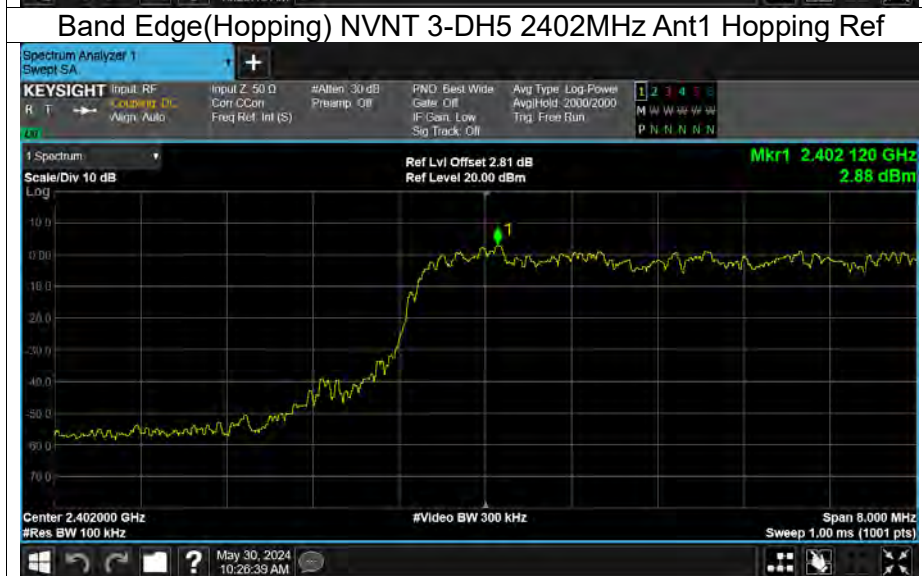 Band Edge(Hopping) NVNT 3-DH5 2402MHz Ant1 Hopping Ref
Spectrum Analyzer 1
Swept SA
+
KEYSIGHT Input: RF Input Z: 50 Ω #Atten: 30 dB PNO: Best Wide Avg Type: Log-Power 1 2 3 4 5 6
R T Coupling: DC Corr CCorr Preamp: Off Gate: Off Avg|Hold: 2000/2000 M W W W W W
Align: Auto Freq Ref: Int (S) IF Gain: Low Trig: Free Run
Sig Track: Off P N N N N N
1 Spectrum Ref Lvl Offset 2.81 dB Mkr1 2.402 120 GHz
Scale/Div 10 dB Ref Level 20.00 dBm 2.88 dBm
Log
10.0
1
0.00
-10.0
-20.0
-30.0
-40.0
-50.0
-60.0
-70.0
Center 2.402000 GHz #Video BW 300 kHz Span 8.000 MHz
#Res BW 100 kHz Sweep 1.00 ms (1001 pts)
? May 30, 2024
10:26:39 AM